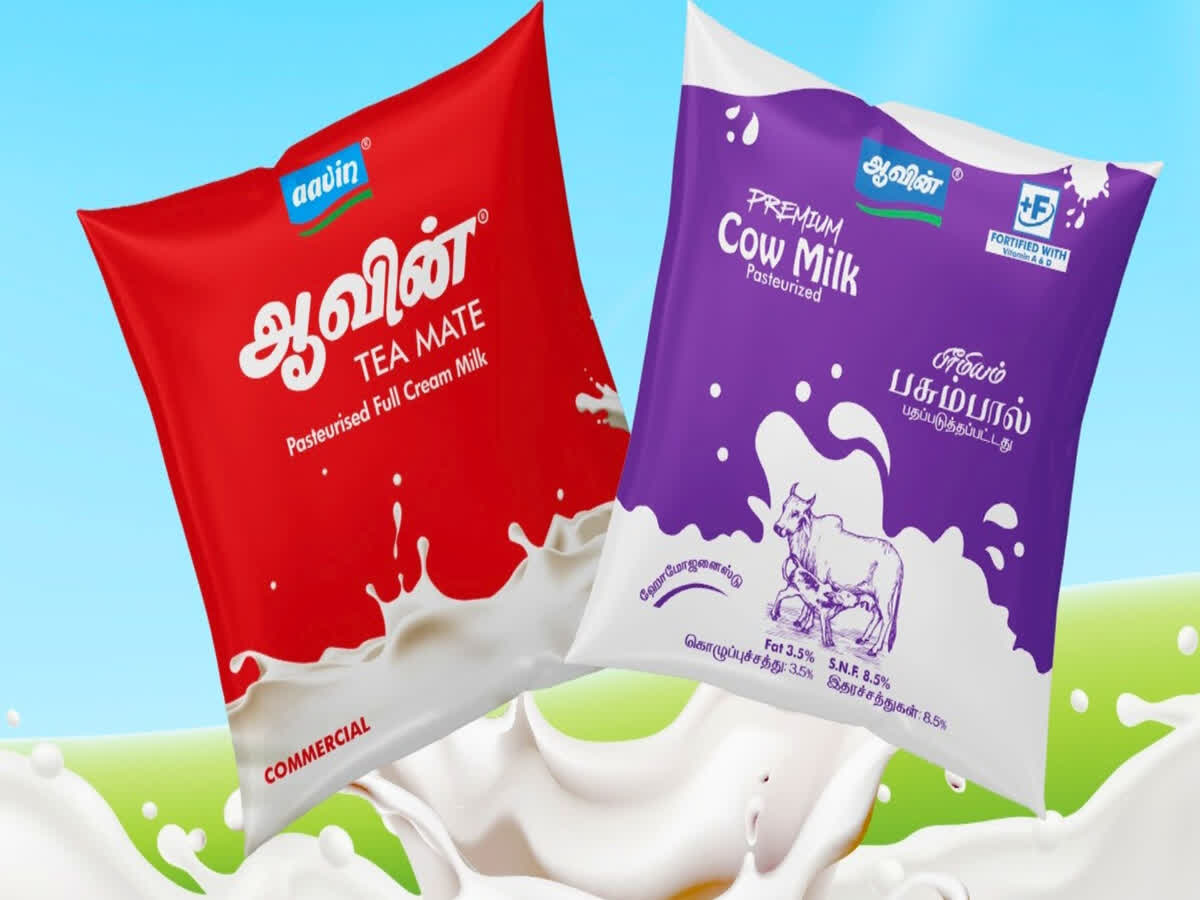 aavin®
ஆவின்®
TEA MATE
Pasteurised Full Cream Milk
COMMERCIAL
ஆவின்®
PREMIUM
Cow Milk
Pasteurized
+F
FORTIFIED WITH
Vitamin A & D
பிரீமியம்
பசும்பால்
பதப்படுத்தப்பட்டது
ஹோமோஜனைஸ்டு
Fat 3.5% S.N.F. 8.5%
கொழுப்புச்சத்து: 3.5% இதரச்சத்துகள்: 8.5%